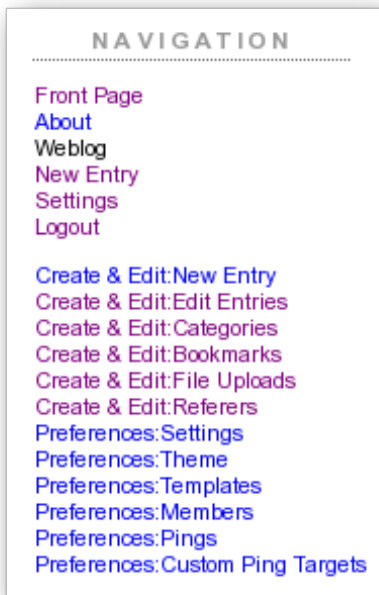 NAVIGATION
Front Page
About
Weblog
New Entry
Settings
Logout
Create & Edit:New Entry
Create & Edit:Edit Entries
Create & Edit:Categories
Create & Edit:Bookmarks
Create & Edit:File Uploads
Create & Edit:Referers
Preferences:Settings
Preferences:Theme
Preferences:Templates
Preferences:Members
Preferences:Pings
Preferences:Custom Ping Targets